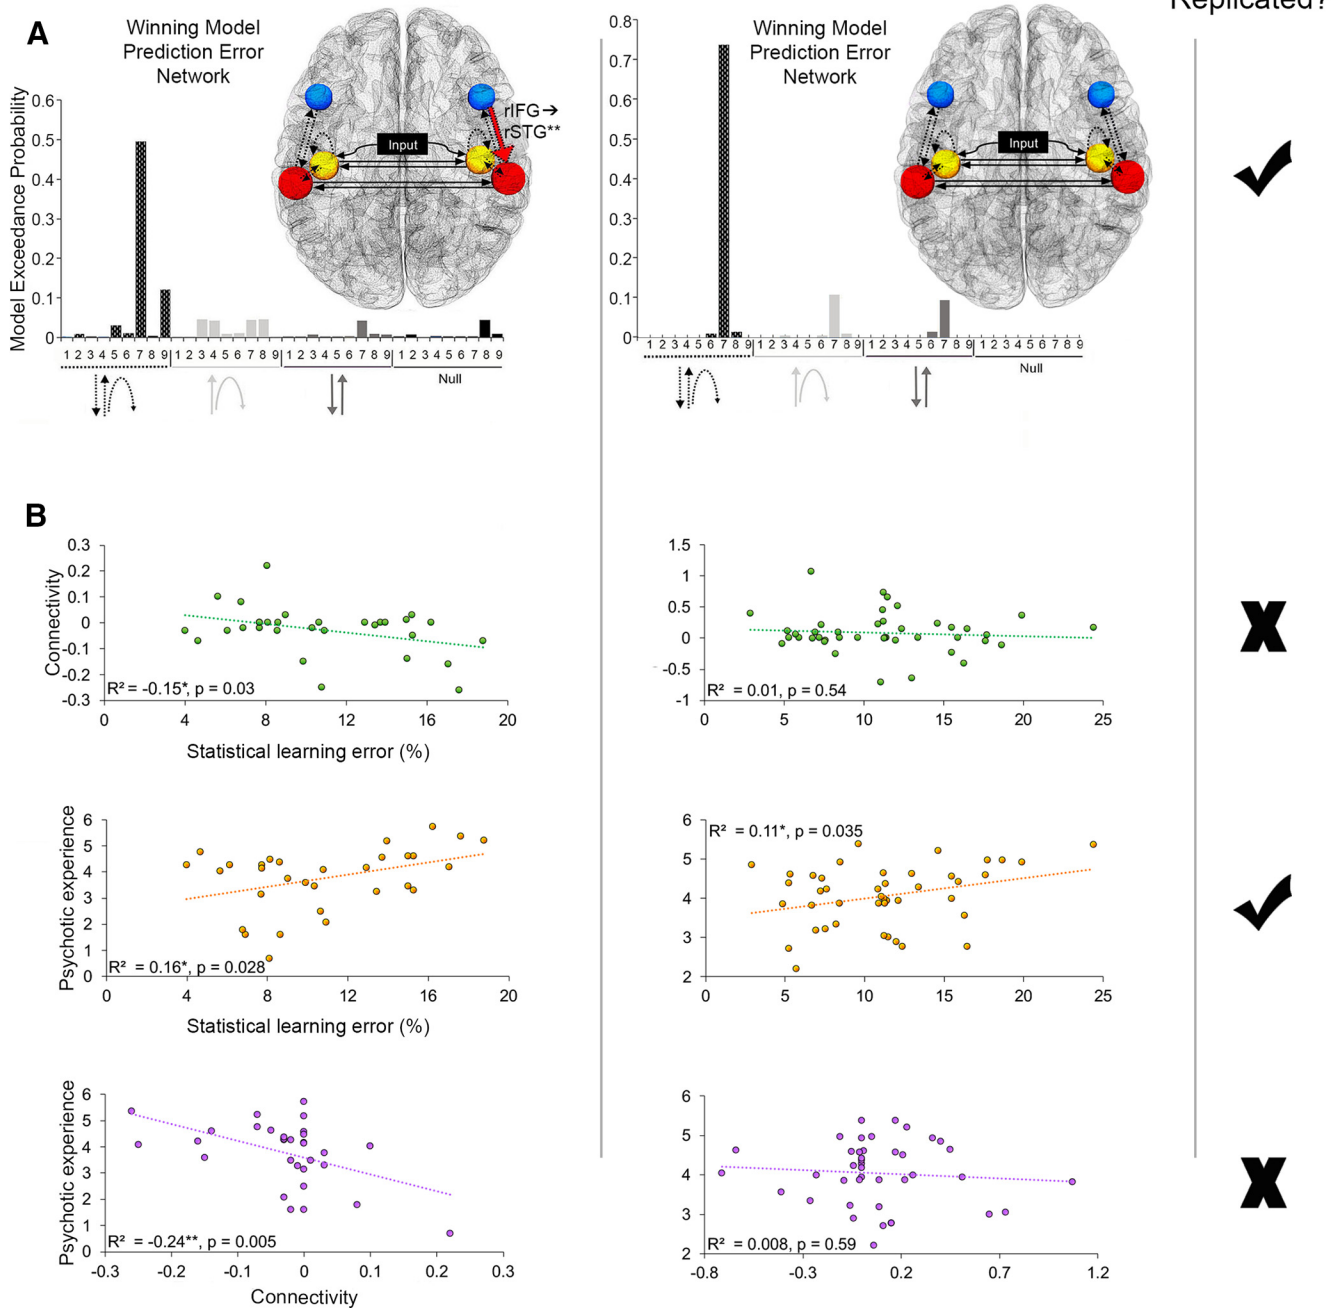 Replicated?
A
Winning Model
Prediction Error
Network
rIFG→
rSTG**
Input
Model Exceedance Probability
0.6
0.5
0.4
0.3
0.2
0.1
0
1 2 3 4 5 6 7 8 9 1 2 3 4 5 6 7 8 9 1 2 3 4 5 6 7 8 9 1 2 3 4 5 6 7 8 9
Null
Winning Model
Prediction Error
Network
Input
0.8
0.7
0.6
0.5
0.4
0.3
0.2
0.1
0
1 2 3 4 5 6 7 8 9 1 2 3 4 5 6 7 8 9 1 2 3 4 5 6 7 8 9 1 2 3 4 5 6 7 8 9
Null
B
Connectivity
0.3
0.2
0.1
0
-0.1
-0.2
-0.3
R² = -0.15*, p = 0.03
0 4 8 12 16 20
Statistical learning error (%)
1.5
1
0.5
0
-0.5
-1
R² = 0.01, p = 0.54
0 5 10 15 20 25
X
Psychotic experience
6
5
4
3
2
1
0
R² = 0.16*, p = 0.028
0 4 8 12 16 20
Statistical learning error (%)
6
5
4
3
2
R² = 0.11*, p = 0.035
0 5 10 15 20 25
Psychotic experience
6
5
4
3
2
1
0
R² = -0.24**, p = 0.005
-0.3 -0.2 -0.1 0 0.1 0.2 0.3
Connectivity
6
5
4
3
2
R² = 0.008, p = 0.59
-0.8 -0.3 0.2 0.7 1.2
X